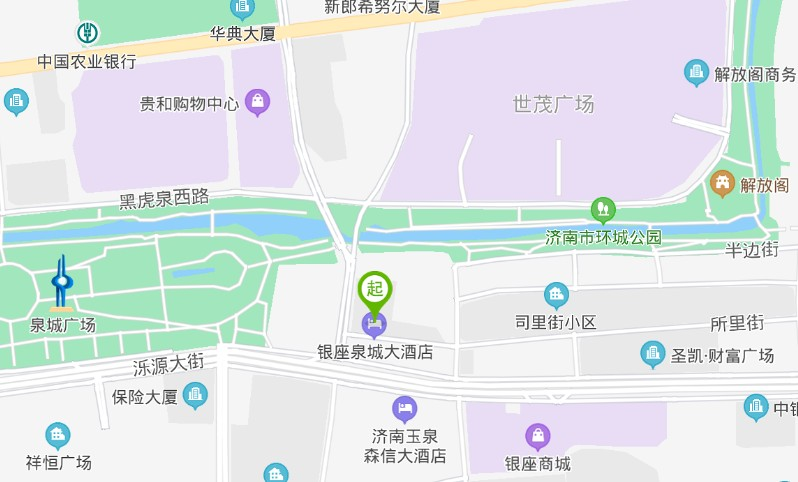 新郎希努尔大厦
华典大厦
中国农业银行
解放阁商务
贵和购物中心
世茂广场
解放阁
黑虎泉西路
济南市环城公园
半边街
起
泉城广场
司里街小区
所里街
银座泉城大酒店
圣凯·财富广场
泺源大街
保险大厦
中银
济南玉泉
森信大酒店
祥恒广场
银座商城